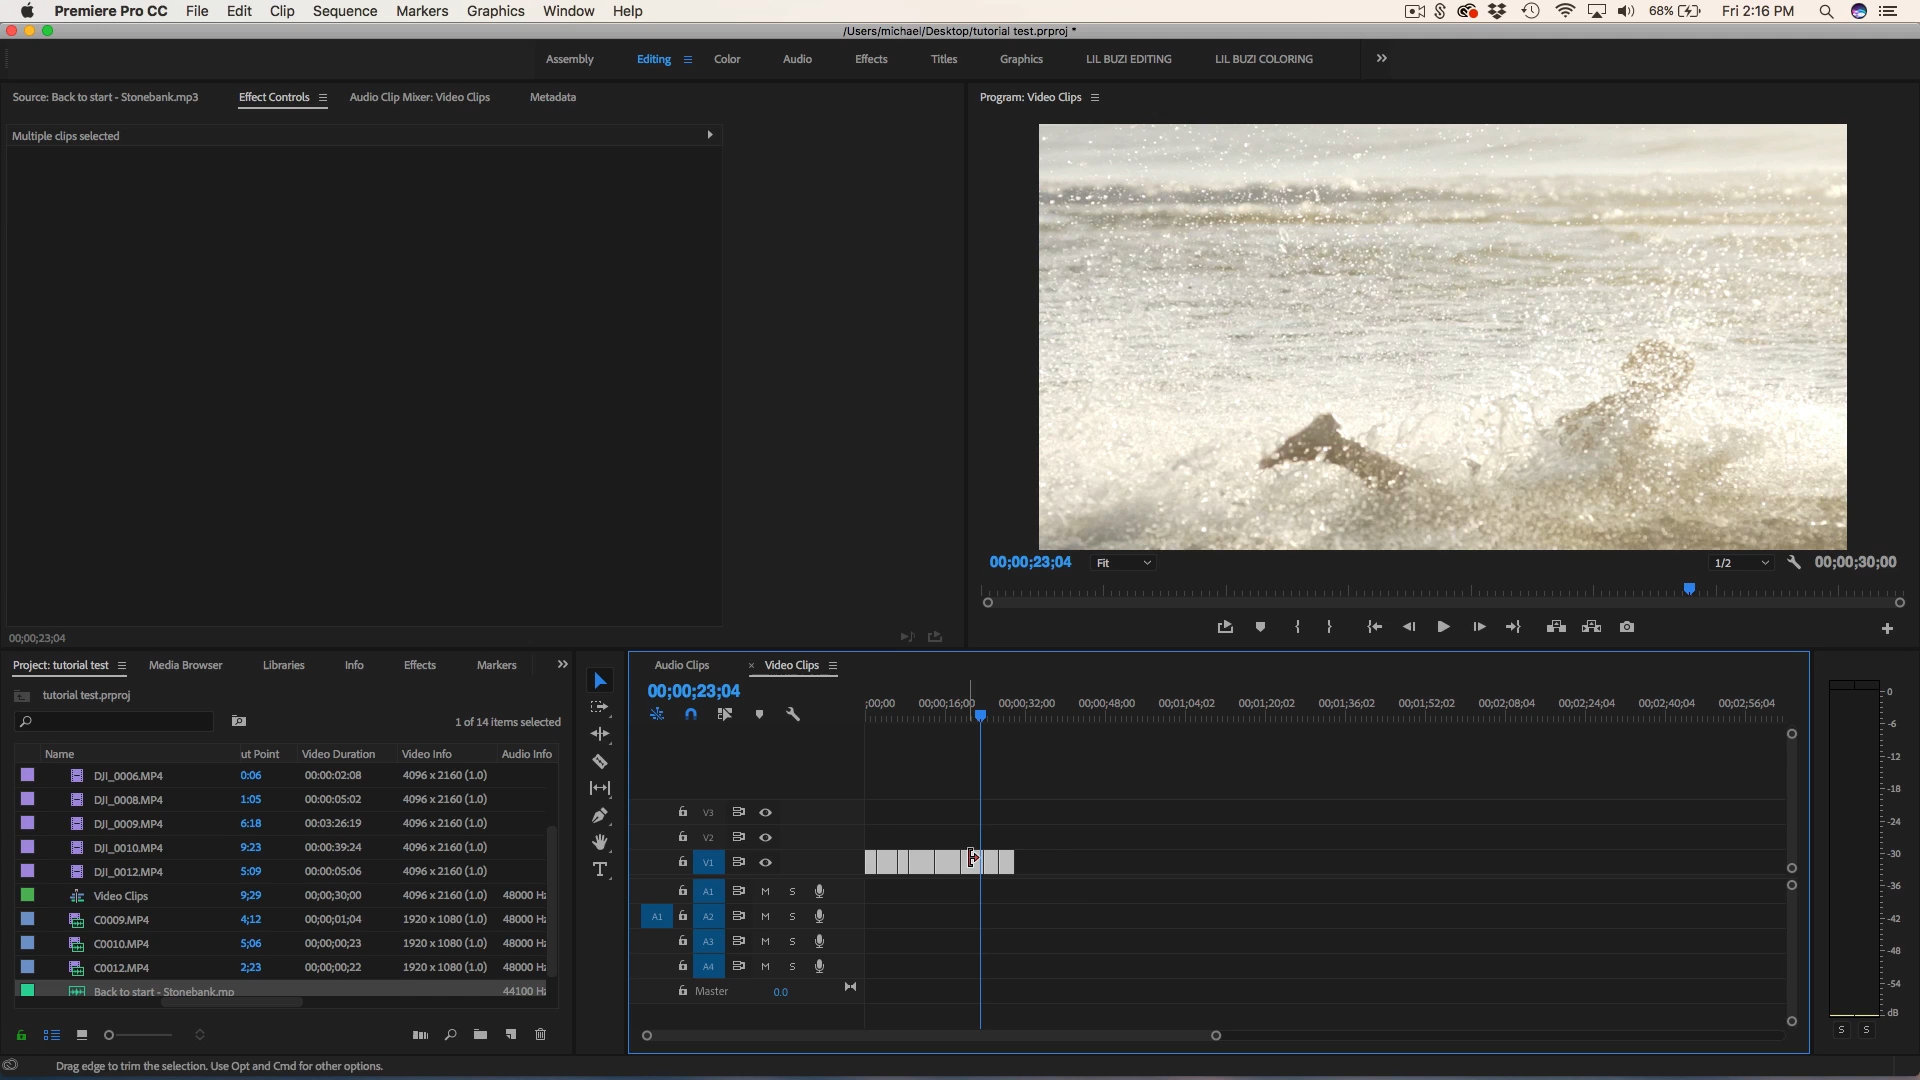 Premiere Pro CC File Edit Clip Sequence Markers Graphics Window Help 68% Fri 2:16 PM
/Users/michael/Desktop/tutorial test.prproj *
Assembly Editing Color Audio Effects Titles Graphics LIL BUZI EDITING LIL BUZI COLORING
Source: Back to start - Stonebank.mp3 Effect Controls Audio Clip Mixer: Video Clips Metadata
Program: Video Clips
Multiple clips selected
00;00;23;04 Fit 1/2 00;00;30;00
00;00;23;04
Project: tutorial test Media Browser Libraries Info Effects Markers
tutorial test.prproj
1 of 14 items selected
Name ut Point Video Duration Video Info Audio Info
DJI_0006.MP4 0:06 00:00:02:08 4096 x 2160 (1.0)
DJI_0008.MP4 1:05 00:00:05:02 4096 x 2160 (1.0)
DJI_0009.MP4 6:18 00:03:26:19 4096 x 2160 (1.0)
DJI_0010.MP4 9:23 00:00:39:24 4096 x 2160 (1.0)
DJI_0012.MP4 5:09 00:00:05:06 4096 x 2160 (1.0)
Video Clips 9;29 00;00;30;00 1920 x 1080 (1.0) 48000 Hz
C0009.MP4 4;12 00;00;01;04 1920 x 1080 (1.0) 48000 Hz
C0010.MP4 5;06 00;00;00;23 1920 x 1080 (1.0) 48000 Hz
C0012.MP4 2;23 00;00;00;22 1920 x 1080 (1.0) 48000 Hz
Back to start - Stonebank.mp 44100 Hz
Audio Clips × Video Clips
00;00;23;04
;00;00 00;00;16;00 00;00;32;00 00;00;48;00 00;01;04;02 00;01;20;02 00;01;36;02 00;01;52;02 00;02;08;04 00;02;24;04 00;02;40;04 00;02;56;04
V3
V2
V1
A1 M S
A1 A2 M S
A3 M S
A4 M S
Master 0.0
0
-6
-12
-18
-24
-30
-36
-42
-48
-54
dB
S S
Drag edge to trim the selection. Use Opt and Cmd for other options.